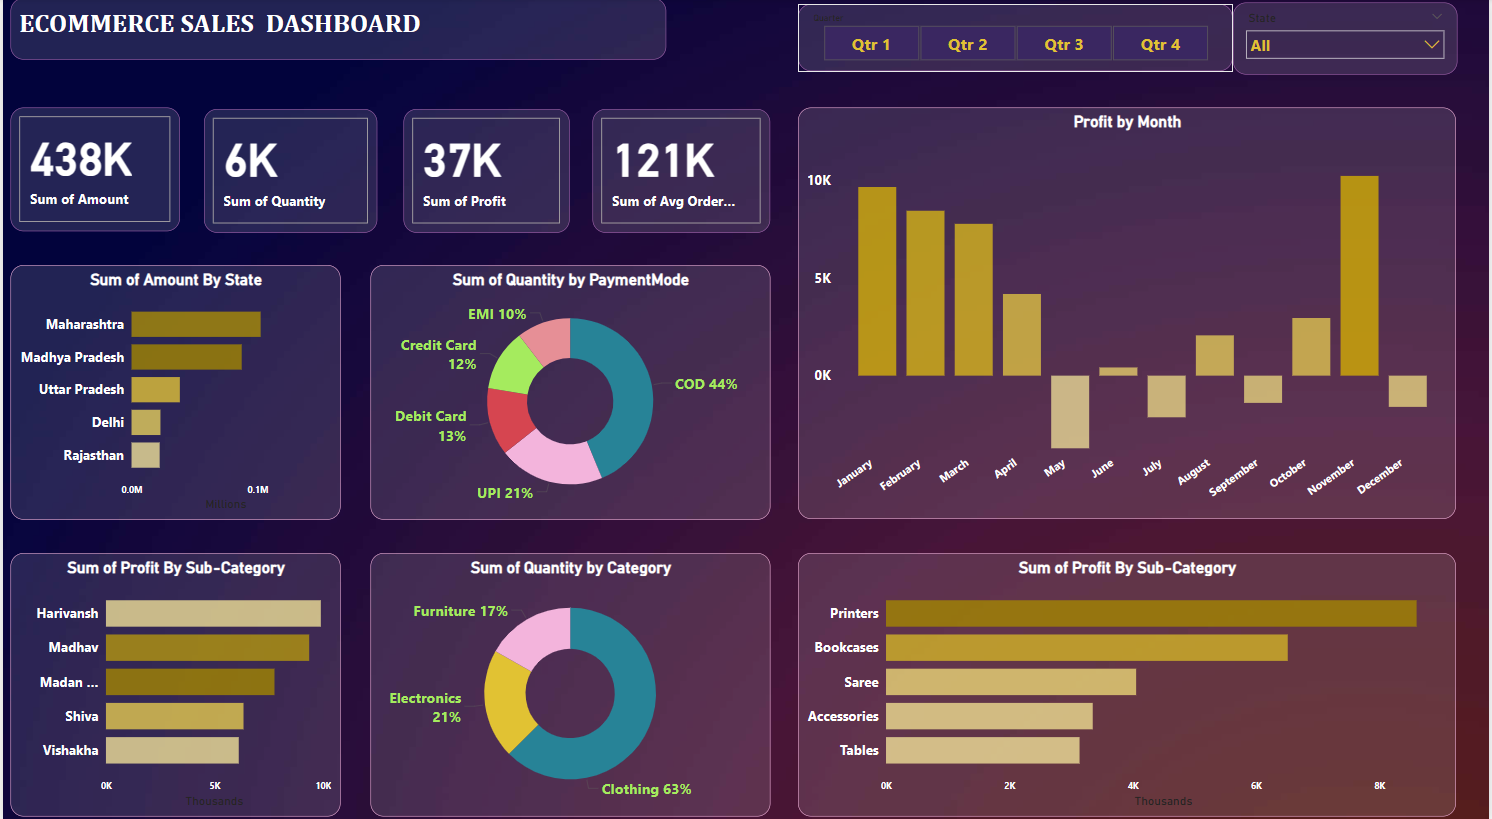 ECOMMERCE SALES  DASHBOARD
Quarter
Qtr 1
Qtr 2
Qtr 3
Qtr 4
State
All
438K
Sum of Amount
6K
Sum of Quantity
37K
Sum of Profit
121K
Sum of Avg Order...
Profit by Month
10K
5K
0K
January
February
March
April
May
June
July
August
September
October
November
December
Sum of Amount By State
Maharashtra
Madhya Pradesh
Uttar Pradesh
Delhi
Rajasthan
0.0M
0.1M
Millions
Sum of Quantity by PaymentMode
EMI 10%
Credit Card
12%
Debit Card
13%
UPI 21%
COD 44%
Sum of Profit By Sub-Category
Harivansh
Madhav
Madan ...
Shiva
Vishakha
0K
5K
10K
Thousands
Sum of Quantity by Category
Furniture 17%
Electronics
21%
Clothing 63%
Sum of Profit By Sub-Category
Printers
Bookcases
Saree
Accessories
Tables
0K
2K
4K
6K
8K
Thousands